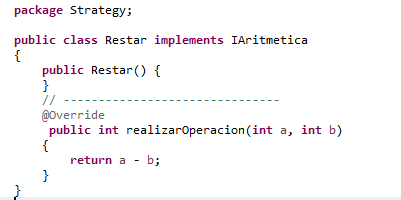 package Strategy;
public class Restar implements IAritmetica
{
public Restar() {
}
// -------------------------------
@Override
public int realizarOperacion(int a, int b)
{
return a - b;
}
}